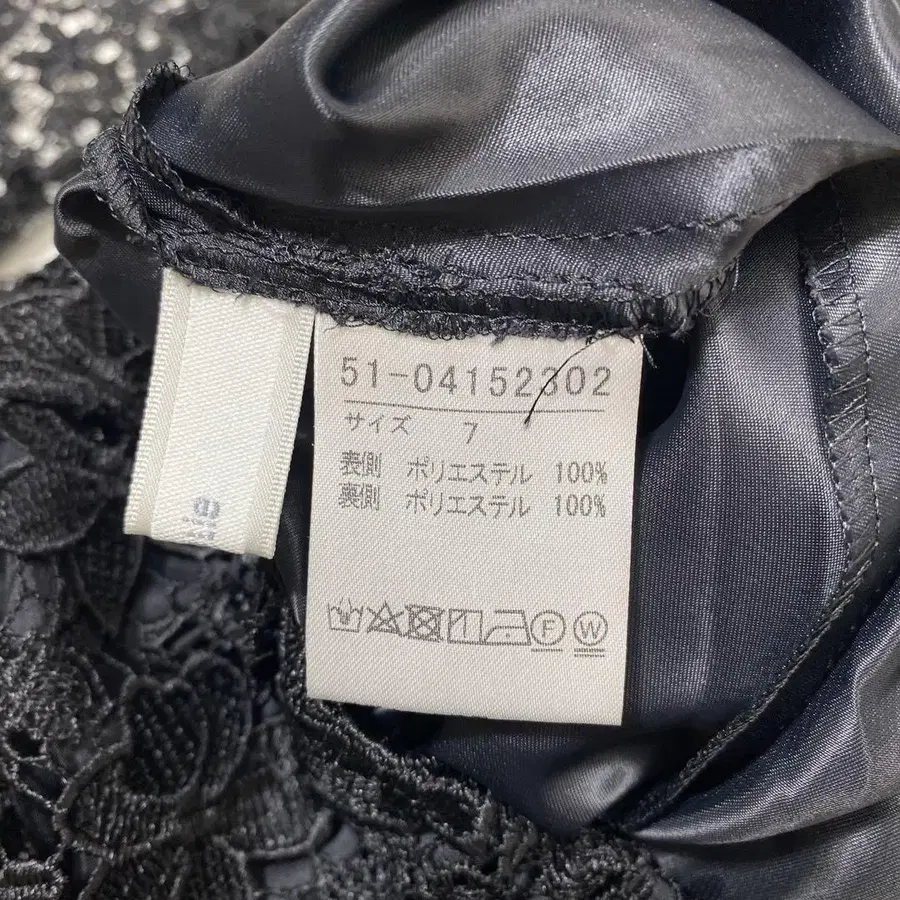 51-04152302
サイズ 7
表側 ポリエステル 100%
裏側 ポリエステル 100%
F W